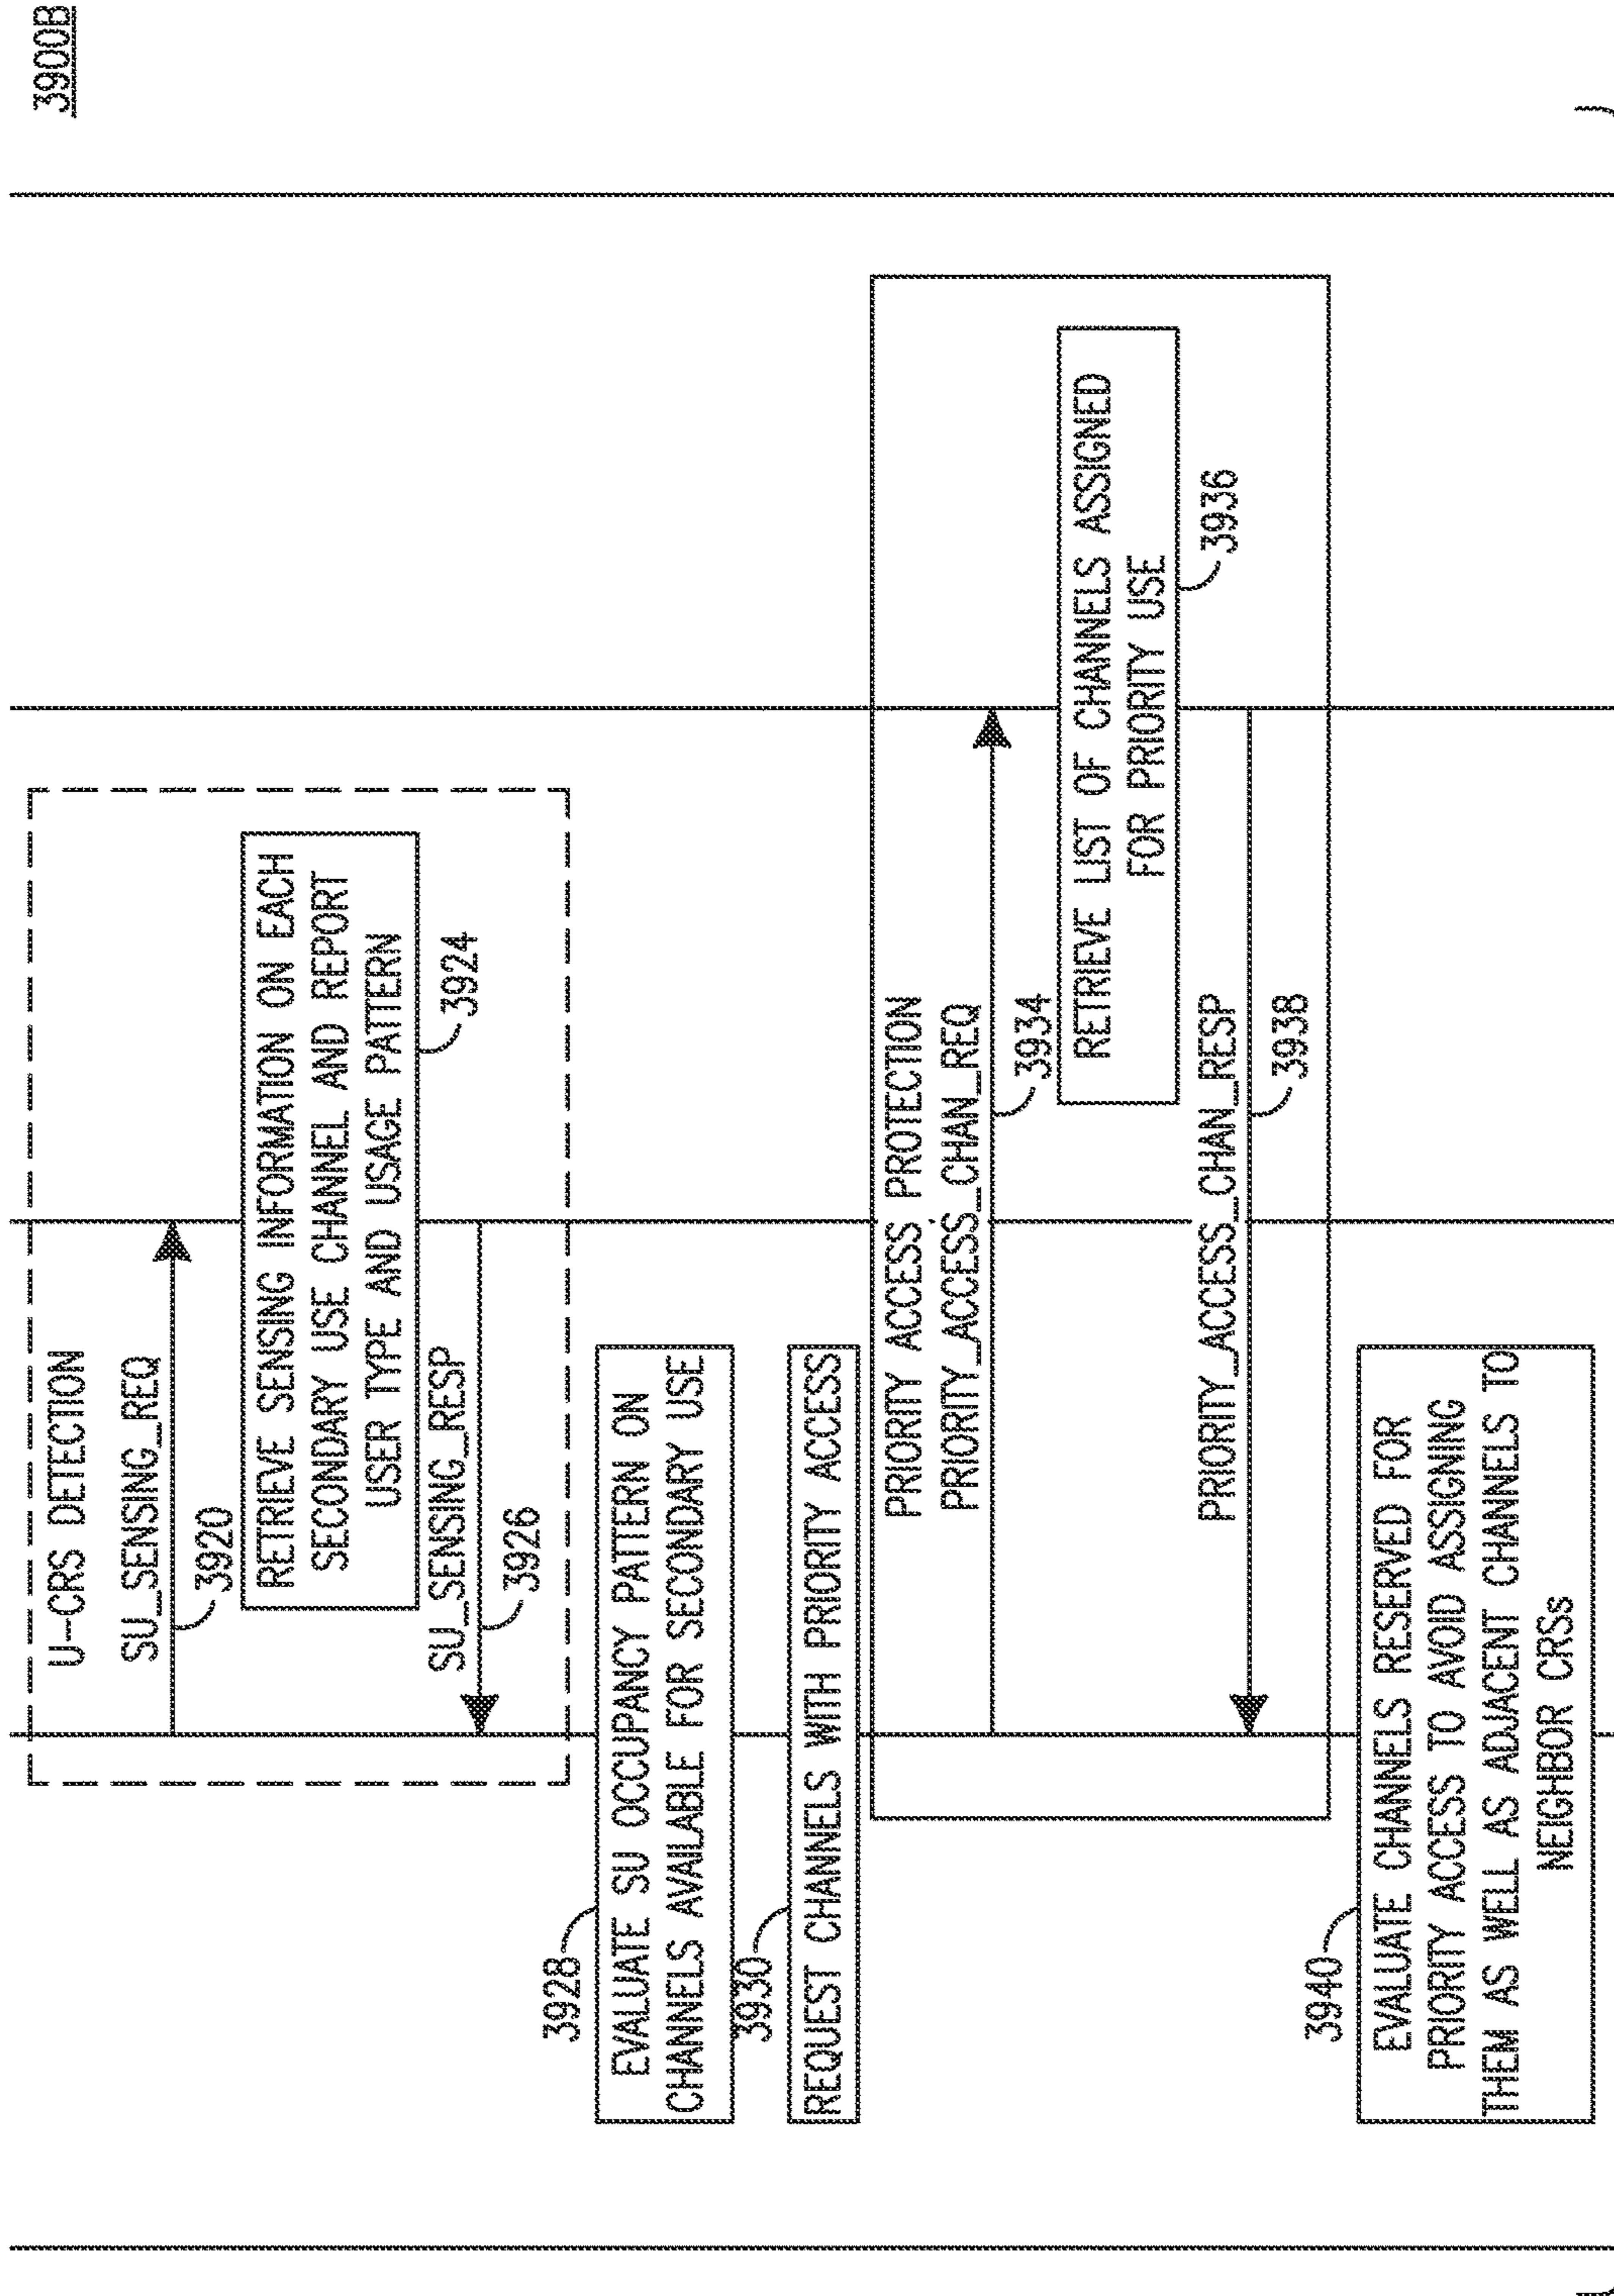 3900B
U-CRS DETECTION
SU_SENSING_REQ
3920
RETRIEVE SENSING INFORMATION ON EACH
SECONDARY USE CHANNEL AND REPORT
USER TYPE AND USAGE PATTERN
3924
SU_SENSING_RESP
3926
3928
EVALUATE SU OCCUPANCY PATTERN ON
CHANNELS AVAILABLE FOR SECONDARY USE
3930
REQUEST CHANNELS WITH PRIORITY ACCESS
PRIORITY ACCESS PROTECTION
PRIORITY_ACCESS_CHAN_REQ
3934
RETRIEVE LIST OF CHANNELS ASSIGNED
FOR PRIORITY USE
3936
PRIORITY_ACCESS_CHAN_RESP
3938
3940
EVALUATE CHANNELS RESERVED FOR
PRIORITY ACCESS TO AVOID ASSIGNING
THEM AS WELL AS ADJACENT CHANNELS TO
NEIGHBOR CRSs